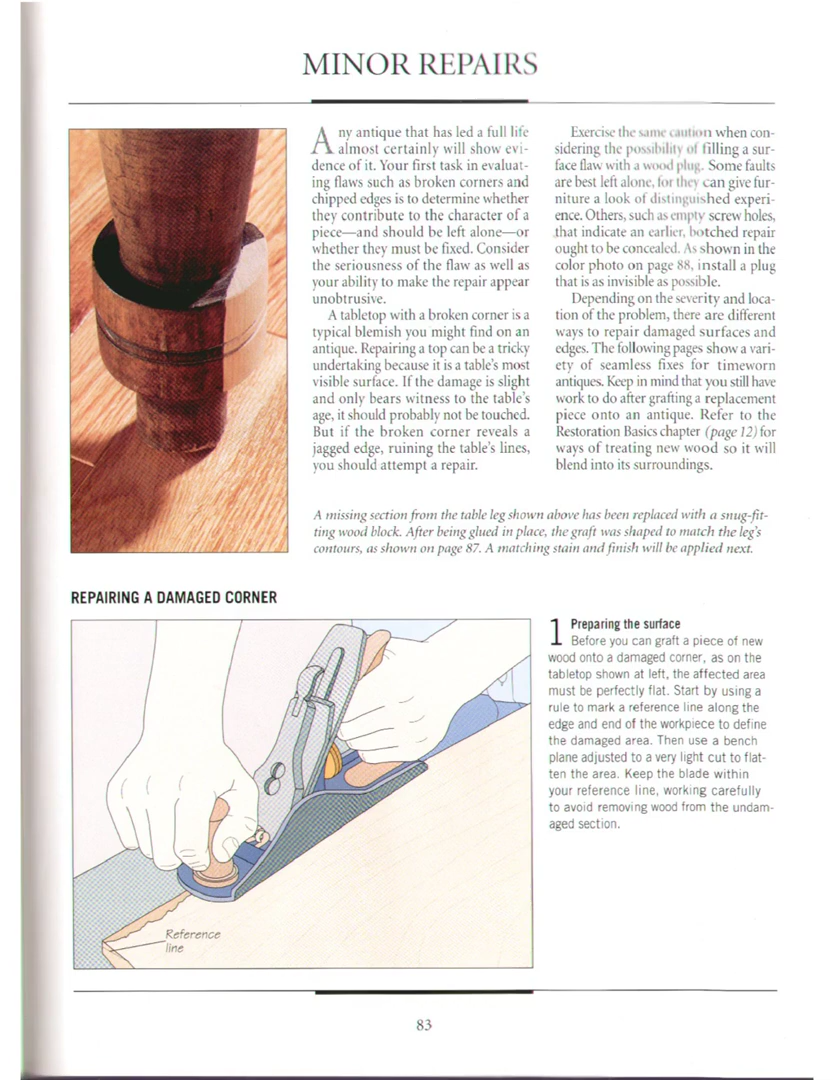 MINOR REPAIRS
Any antique that has led a full life
almost certainly will show evi-
dence of it. Your first task in evaluat-
ing flaws such as broken corners and
chipped edges is to determine whether
they contribute to the character of a
piece—and should be left alone—or
whether they must be fixed. Consider
the seriousness of the flaw as well as
your ability to make the repair appear
unobtrusive.
A tabletop with a broken corner is a
typical blemish you might find on an
antique. Repairing a top can be a tricky
undertaking because it is a table's most
visible surface. If the damage is slight
and only bears witness to the table's
age, it should probably not be touched.
But if the broken corner reveals a
jagged edge, ruining the table's lines,
you should attempt a repair.
Exercise the same caution when con-
sidering the possibility of filling a sur-
face flaw with a wood plug. Some faults
are best left alone, for they can give fur-
niture a look of distinguished experi-
ence. Others, such as empty screw holes,
that indicate an earlier, botched repair
ought to be concealed. As shown in the
color photo on page 88, install a plug
that is as invisible as possible.
Depending on the severity and loca-
tion of the problem, there are different
ways to repair damaged surfaces and
edges. The following pages show a vari-
ety of seamless fixes for timeworn
antiques. Keep in mind that you still have
work to do after grafting a replacement
piece onto an antique. Refer to the
Restoration Basics chapter (page 12) for
ways of treating new wood so it will
blend into its surroundings.
A missing section from the table leg shown above has been replaced with a snug-fit-
ting wood block. After being glued in place, the graft was shaped to match the leg's
contours, as shown on page 87. A matching stain and finish will be applied next.
REPAIRING A DAMAGED CORNER
1 Preparing the surface
Before you can graft a piece of new
wood onto a damaged corner, as on the
tabletop shown at left, the affected area
must be perfectly flat. Start by using a
rule to mark a reference line along the
edge and end of the workpiece to define
the damaged area. Then use a bench
plane adjusted to a very light cut to flat-
ten the area. Keep the blade within
your reference line, working carefully
to avoid removing wood from the undam-
aged section.
Reference
line
83